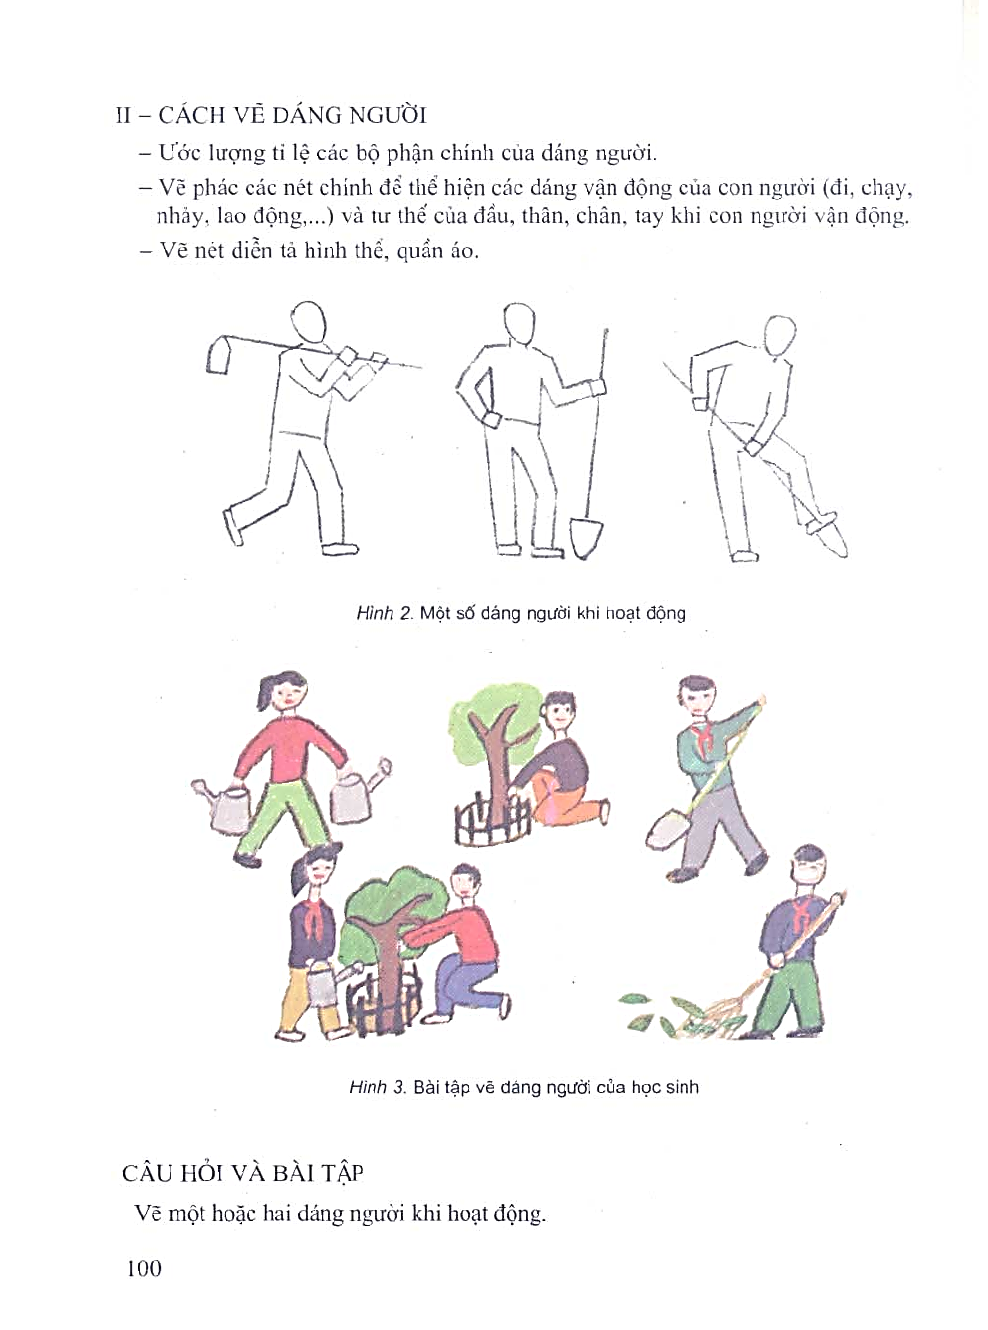 II – CÁCH VẼ DÁNG NGƯỜI
– Ước lượng tỉ lệ các bộ phận chính của dáng người.
– Vẽ phác các nét chính để thể hiện các dáng vận động của con người (đi, chạy,
nhảy, lao động,...) và tư thế của đầu, thân, chân, tay khi con người vận động.
– Vẽ nét diễn tả hình thể, quần áo.
Hình 2. Một số dáng người khi hoạt động
Hình 3. Bài tập vẽ dáng người của học sinh
CÂU HỎI VÀ BÀI TẬP
Vẽ một hoặc hai dáng người khi hoạt động.
100